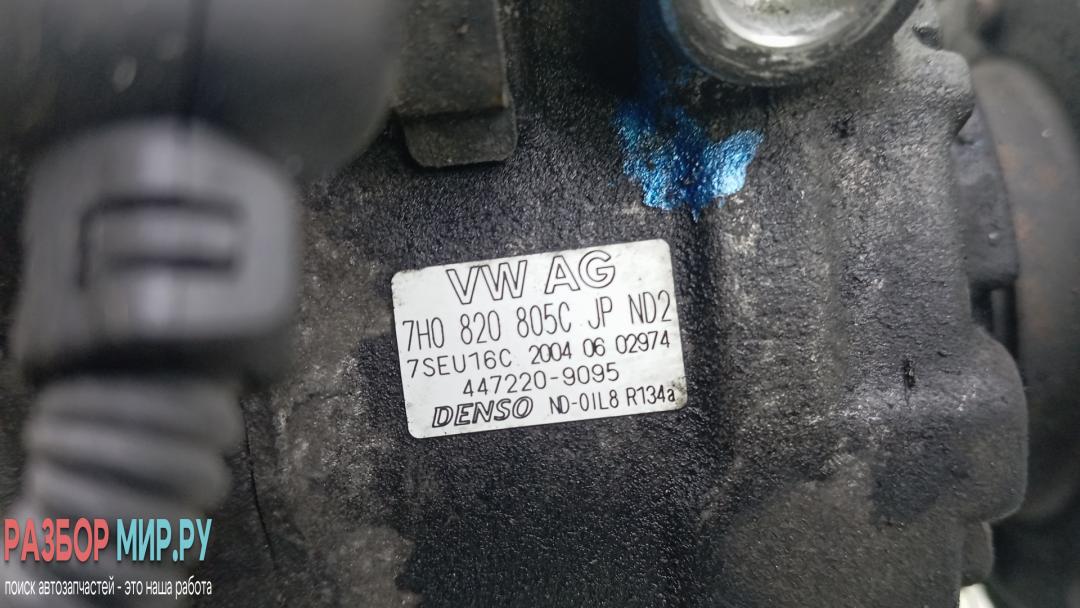 VW AG
7H0 820 805C JP ND2
7SEU16C 2004 06 02974
447220-9095
DENSO ND-OIL8 R134a
РАЗБОР МИР.РУ
поиск автозапчастей - это наша работа